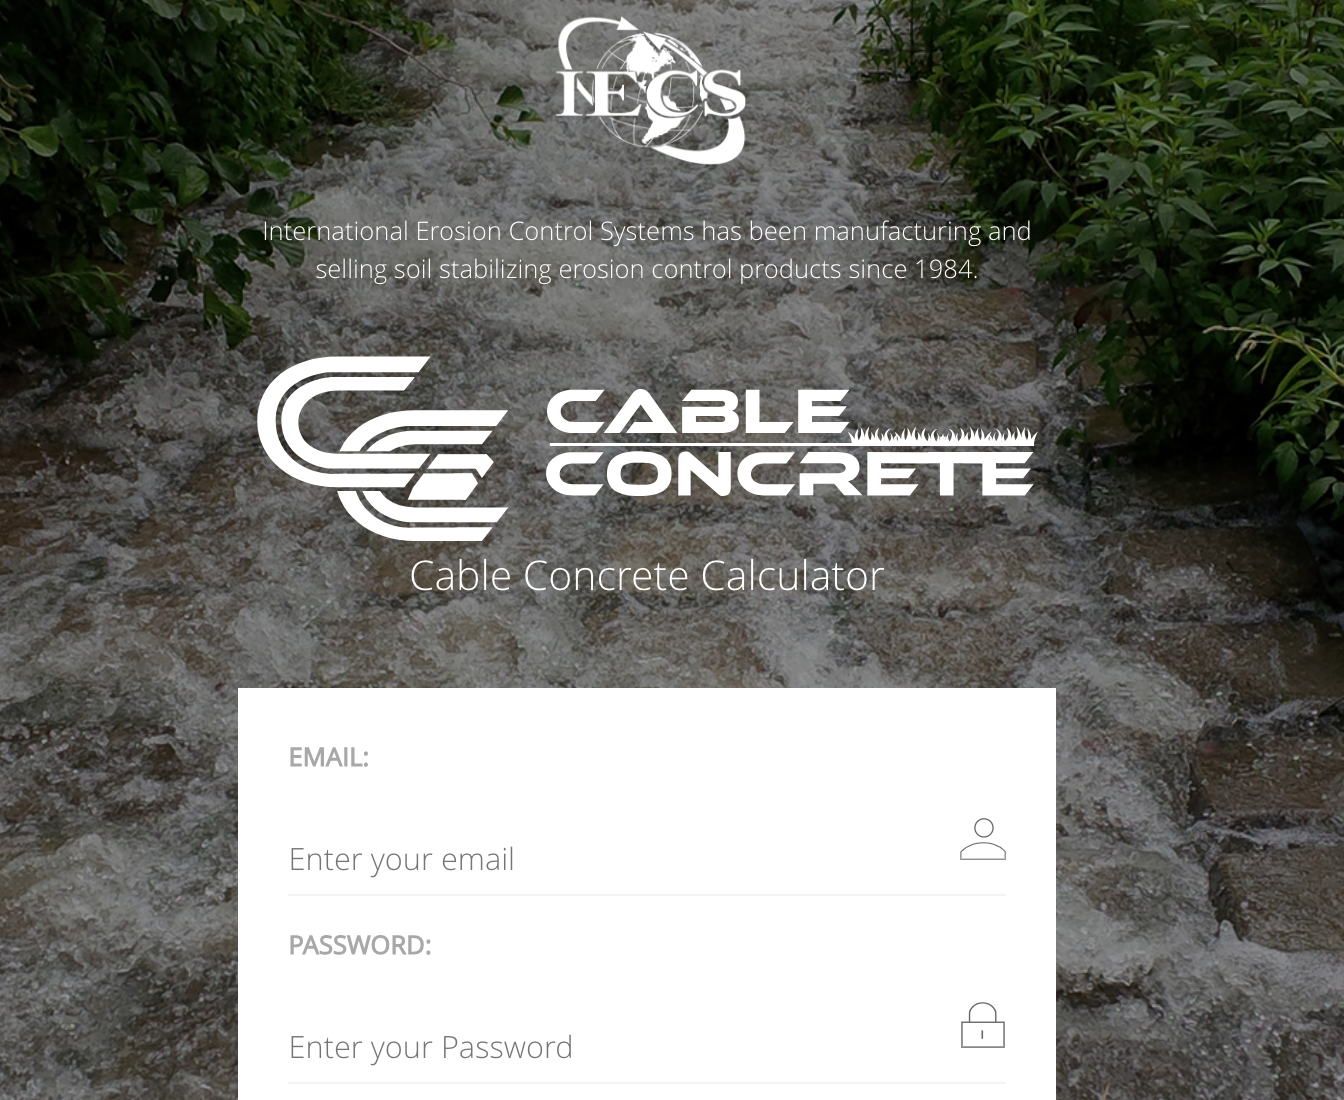 IECS
International Erosion Control Systems has been manufacturing and
selling soil stabilizing erosion control products since 1984.
CABLE
CONCRETE
Cable Concrete Calculator
EMAIL:
Enter your email
PASSWORD:
Enter your Password